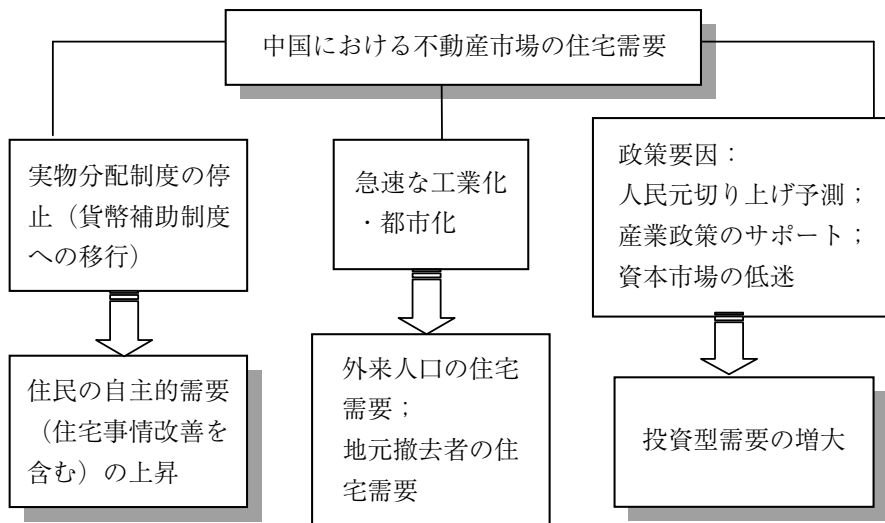 中国における不動産市場の住宅需要
実物分配制度の停
止（貨幣補助制度
への移行）
急速な工業化
・都市化
政策要因：
人民元切り上げ予測；
産業政策のサポート；
資本市場の低迷
住民の自主的需要
（住宅事情改善を
含む）の上昇
外来人口の住宅
需要；
地元撤去者の住
宅需要
投資型需要の増大